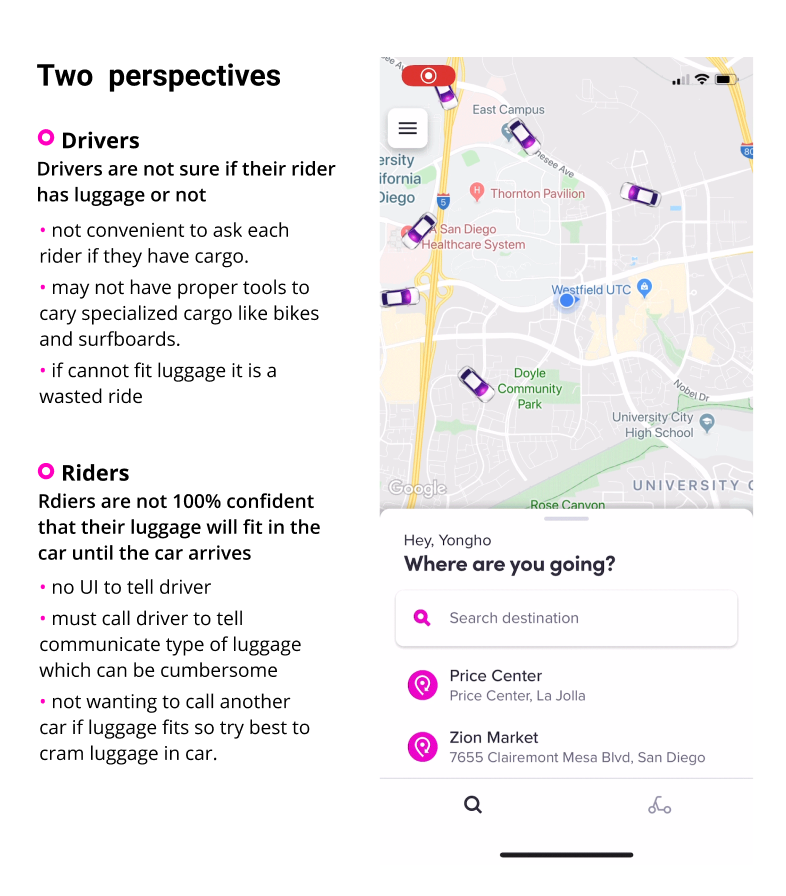 Two perspectives
Drivers
Drivers are not sure if their rider
has luggage or not
• not convenient to ask each
rider if they have cargo.
• may not have proper tools to
cary specialized cargo like bikes
and surfboards.
• if cannot fit luggage it is a
wasted ride
Riders
Rdiers are not 100% confident
that their luggage will fit in the
car until the car arrives
• no UI to tell driver
• must call driver to tell
communicate type of luggage
which can be cumbersome
• not wanting to call another
car if luggage fits so try best to
cram luggage in car.
East Campus
ersity
ifornia
Diego
5
Thornton Pavilion
A San Diego
Healthcare System
80
Westfield UTC
Doyle
Community
Park
Nobel Dr
University City
High School
Google
UNIVERSITY C
Rose Canyon
Hey, Yongho
Where are you going?
Search destination
Price Center
Price Center, La Jolla
Zion Market
7655 Clairemont Mesa Blvd, San Diego